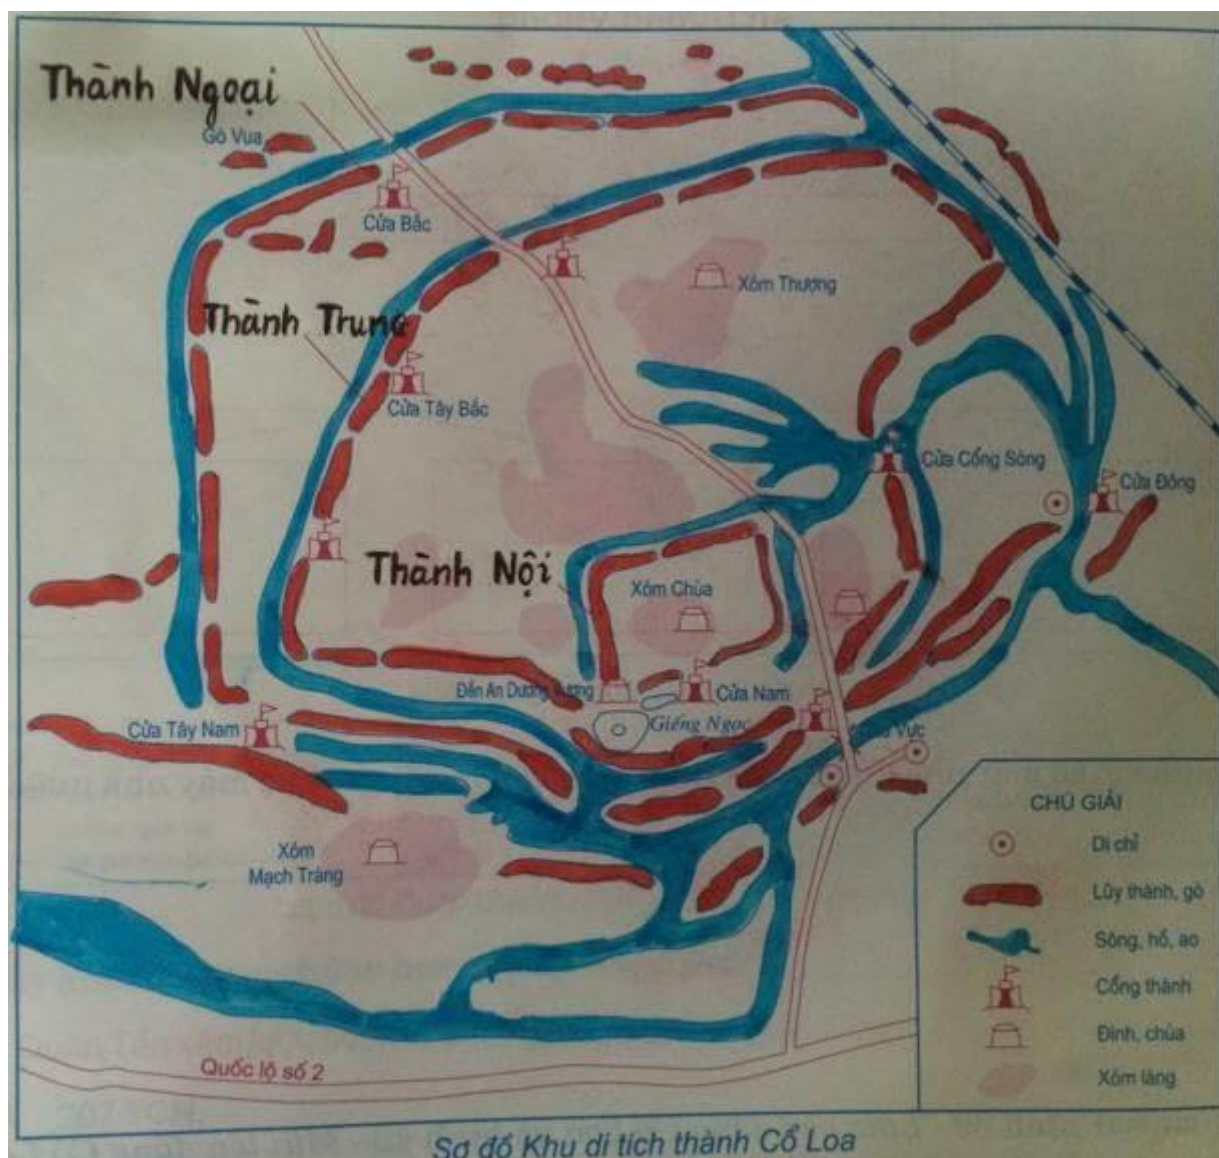 Thành Ngoại
Gò Vua
Cửa Bắc
Xóm Thượng
Thành Trung
Cửa Tây Bắc
Cửa Cống Sòng
Cửa Đông
Thành Nội
Xóm Chùa
Đền An Dương Vương
Cửa Nam
Giếng Ngọc
Cửa Tây Nam
Vực
Xóm
Mạch Tràng
CHÚ GIẢI
Di chỉ
Lũy thành, gò
Sông, hồ, ao
Cổng thành
Đình, chùa
Xóm làng
Quốc lộ số 2
Sơ đồ Khu di tích thành Cổ Loa